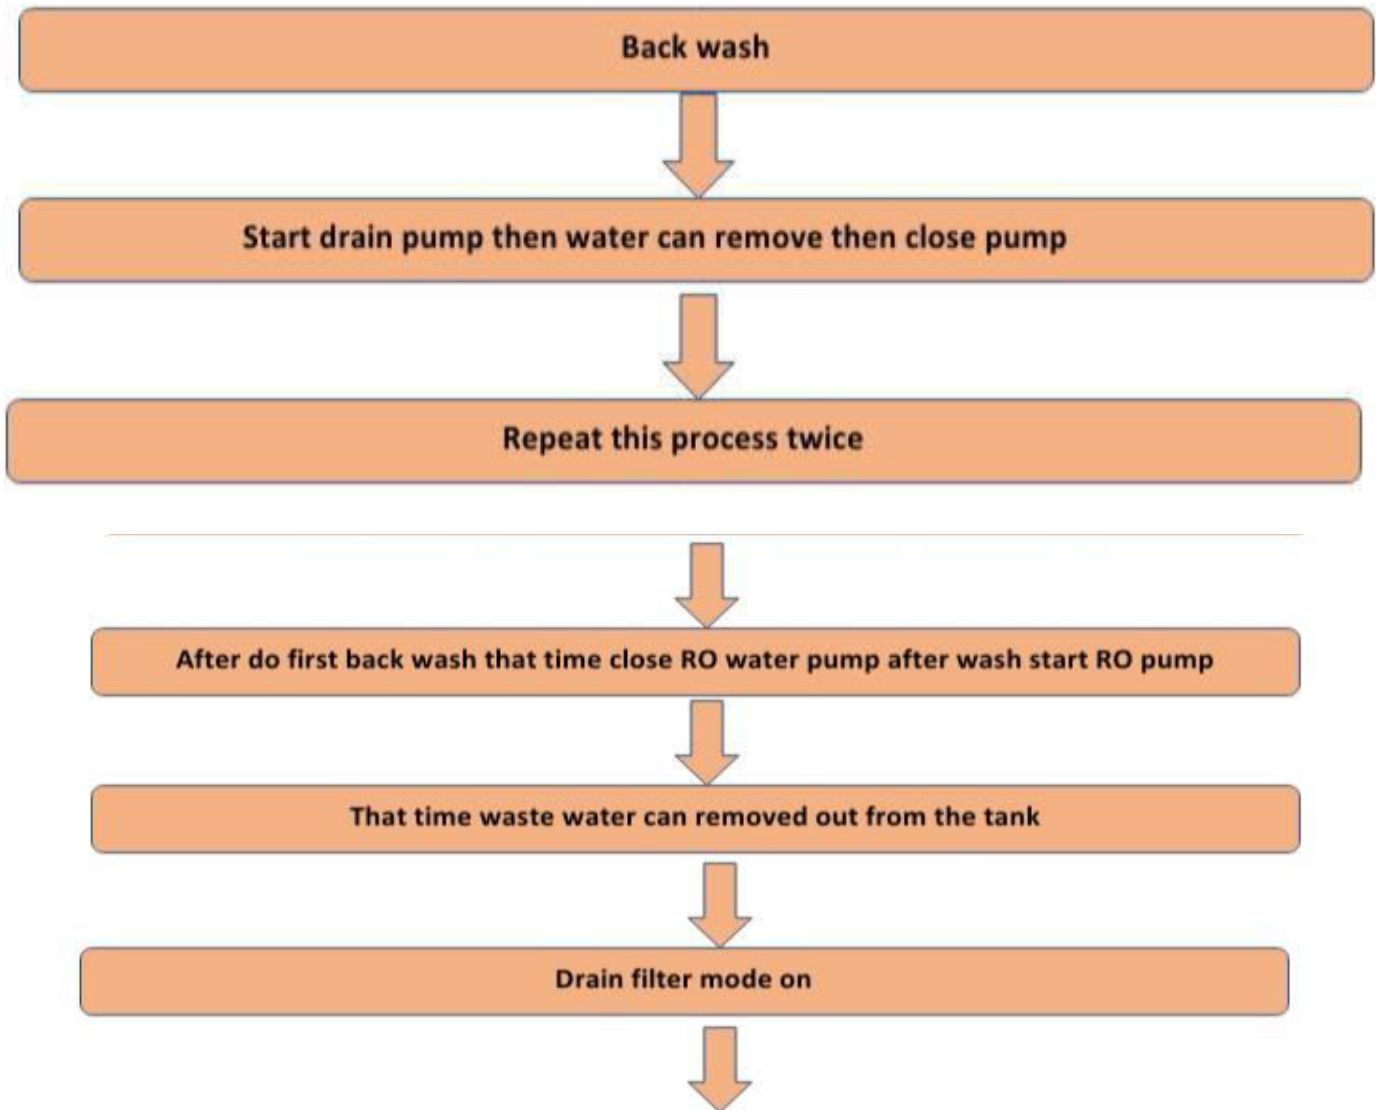 Back wash
Start drain pump then water can remove then close pump
Repeat this process twice
After do first back wash that time close RO water pump after wash start RO pump
That time waste water can removed out from the tank
Drain filter mode on